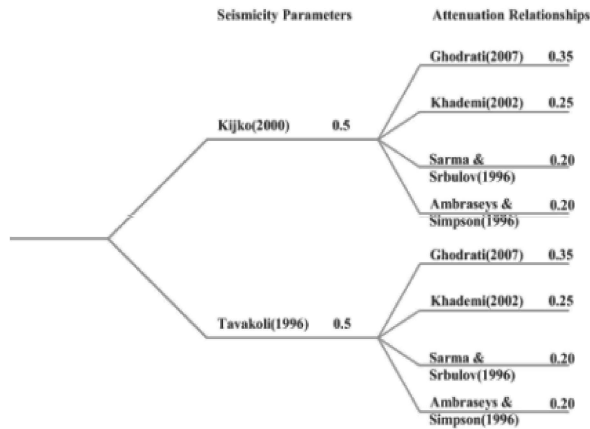 Seismicity Parameters Attenuation Relationships
Ghodrati(2007) 0.35
Khademi(2002) 0.25
Kijko(2000) 0.5
Sarma & 0.20
Srbulov(1996)
Ambraseys & 0.20
Simpson(1996)
Ghodrati(2007) 0.35
Khademi(2002) 0.25
Tavakoli(1996) 0.5
Sarma & 0.20
Srbulov(1996)
Ambraseys & 0.20
Simpson(1996)